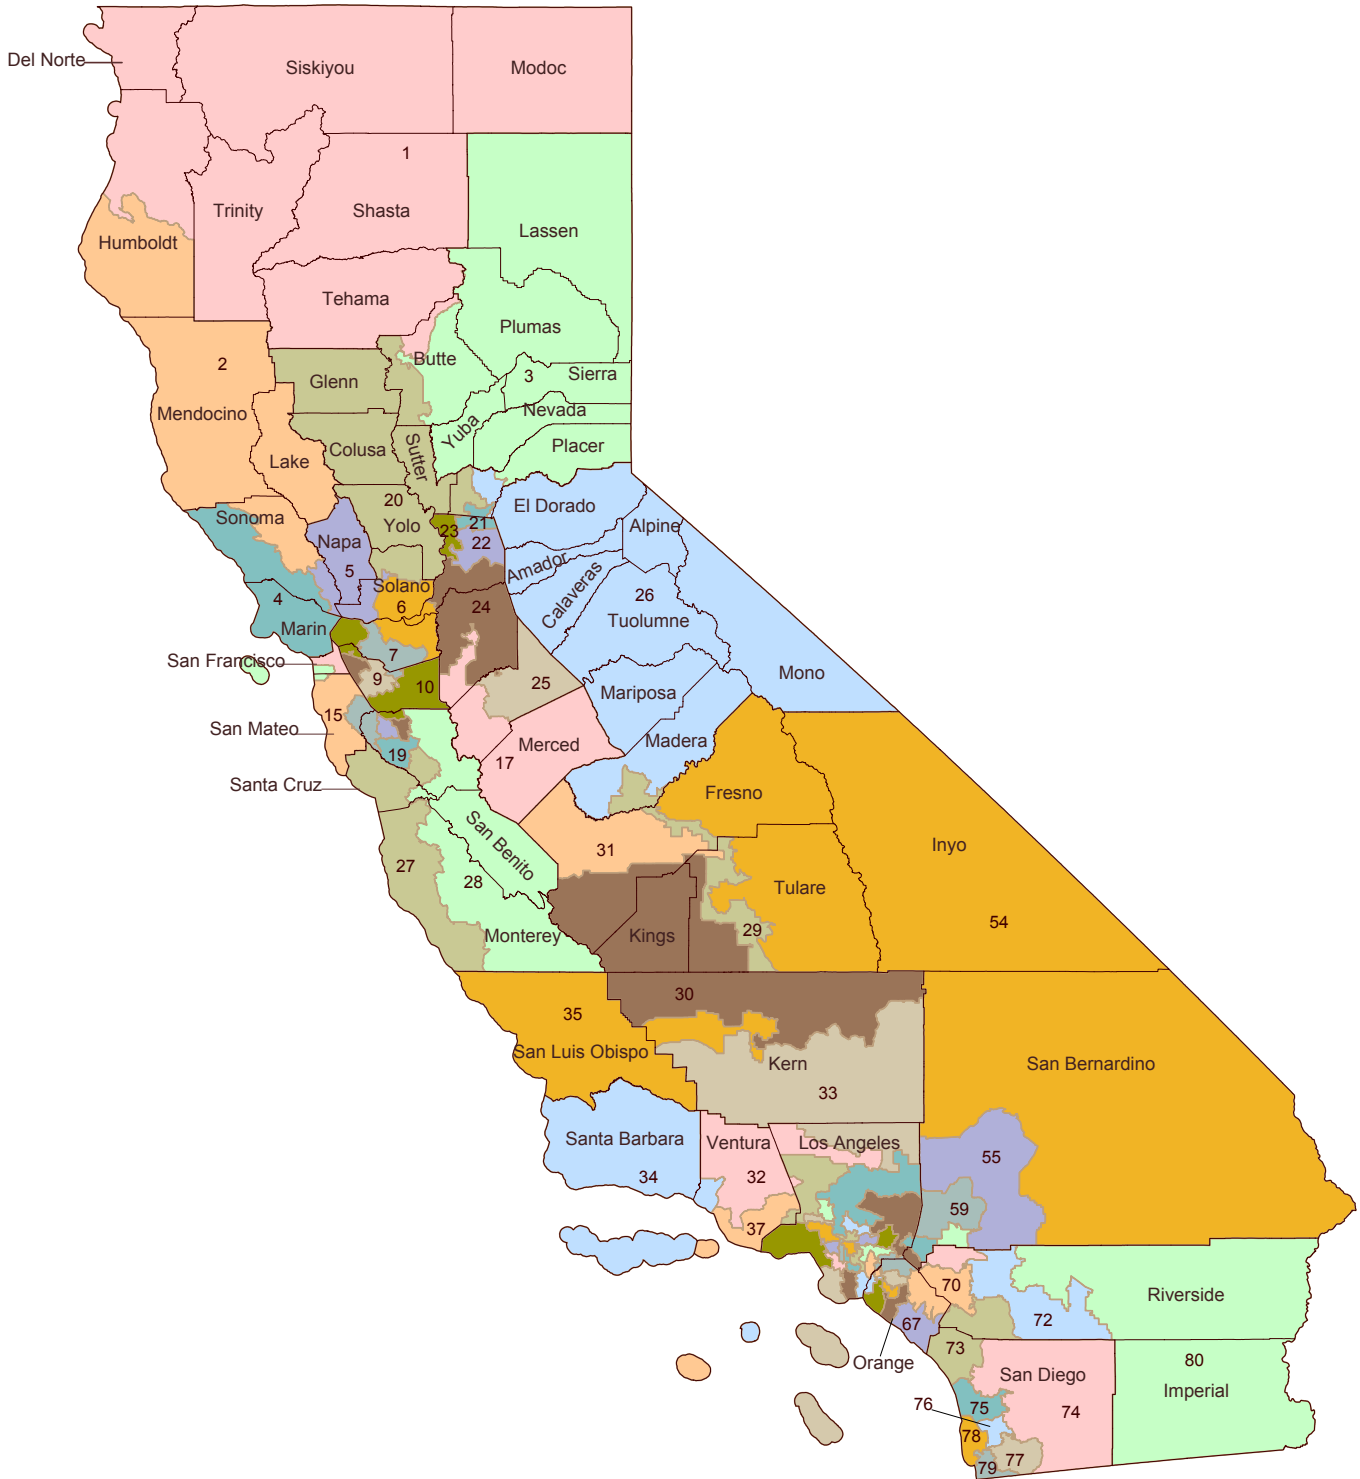 Del Norte
Siskiyou
Modoc
1
Trinity
Shasta
Lassen
Humboldt
Tehama
Plumas
2
Butte
3
Sierra
Glenn
Mendocino
Nevada
Yuba
Placer
Colusa
Sutter
Lake
20
El Dorado
Sonoma
Yolo
23
21
Alpine
Napa
22
5
Amador
Solano
Calaveras
4
6
24
26
Marin
Tuolumne
San Francisco
7
9
10
25
Mono
Mariposa
15
San Mateo
19
17
Merced
Madera
Santa Cruz
Fresno
San Benito
27
31
Inyo
28
Tulare
54
Monterey
Kings
29
30
35
San Luis Obispo
Kern
San Bernardino
33
Santa Barbara
Ventura
Los Angeles
55
34
32
59
37
70
Riverside
67
72
Orange
73
San Diego
80
Imperial
76
75
74
78
77
79